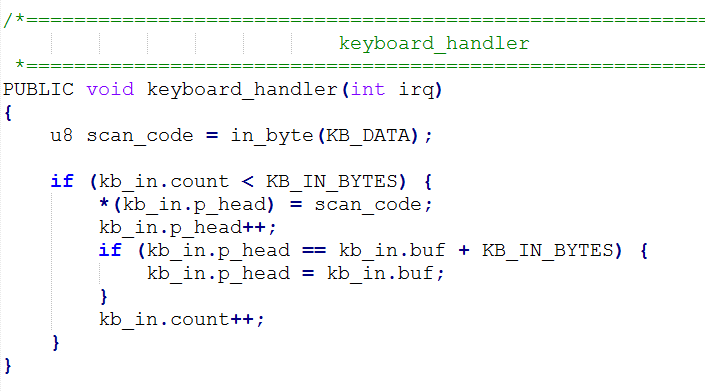 /*=========================================================
keyboard_handler
*=========================================================
PUBLIC void keyboard_handler(int irq)
{
    u8 scan_code = in_byte(KB_DATA);

    if (kb_in.count < KB_IN_BYTES) {
        *(kb_in.p_head) = scan_code;
        kb_in.p_head++;
        if (kb_in.p_head == kb_in.buf + KB_IN_BYTES) {
            kb_in.p_head = kb_in.buf;
        }
        kb_in.count++;
    }
}